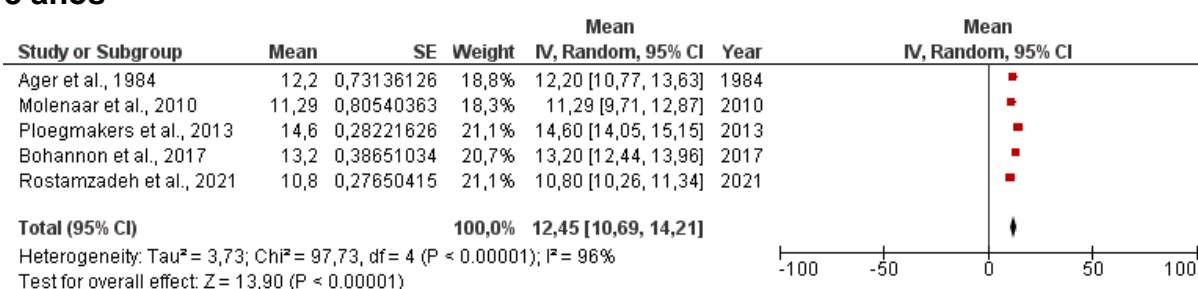 Mean Mean
Study or Subgroup Mean SE Weight IV, Random, 95% CI Year IV, Random, 95% CI
Ager et al., 1984 12,2 0,73136126 18,8% 12,20 [10,77, 13,63] 1984
Molenaar et al., 2010 11,29 0,80540363 18,3% 11,29 [9,71, 12,87] 2010
Ploegmakers et al., 2013 14,6 0,28221626 21,1% 14,60 [14,05, 15,15] 2013
Bohannon et al., 2017 13,2 0,38651034 20,7% 13,20 [12,44, 13,96] 2017
Rostamzadeh et al., 2021 10,8 0,27650415 21,1% 10,80 [10,26, 11,34] 2021
Total (95% CI) 100,0% 12,45 [10,69, 14,21]
Heterogeneity: Tau² = 3,73; Chi² = 97,73, df = 4 (P < 0.00001); I² = 96%
Test for overall effect: Z = 13,90 (P < 0.00001)
-100 -50 0 50 100